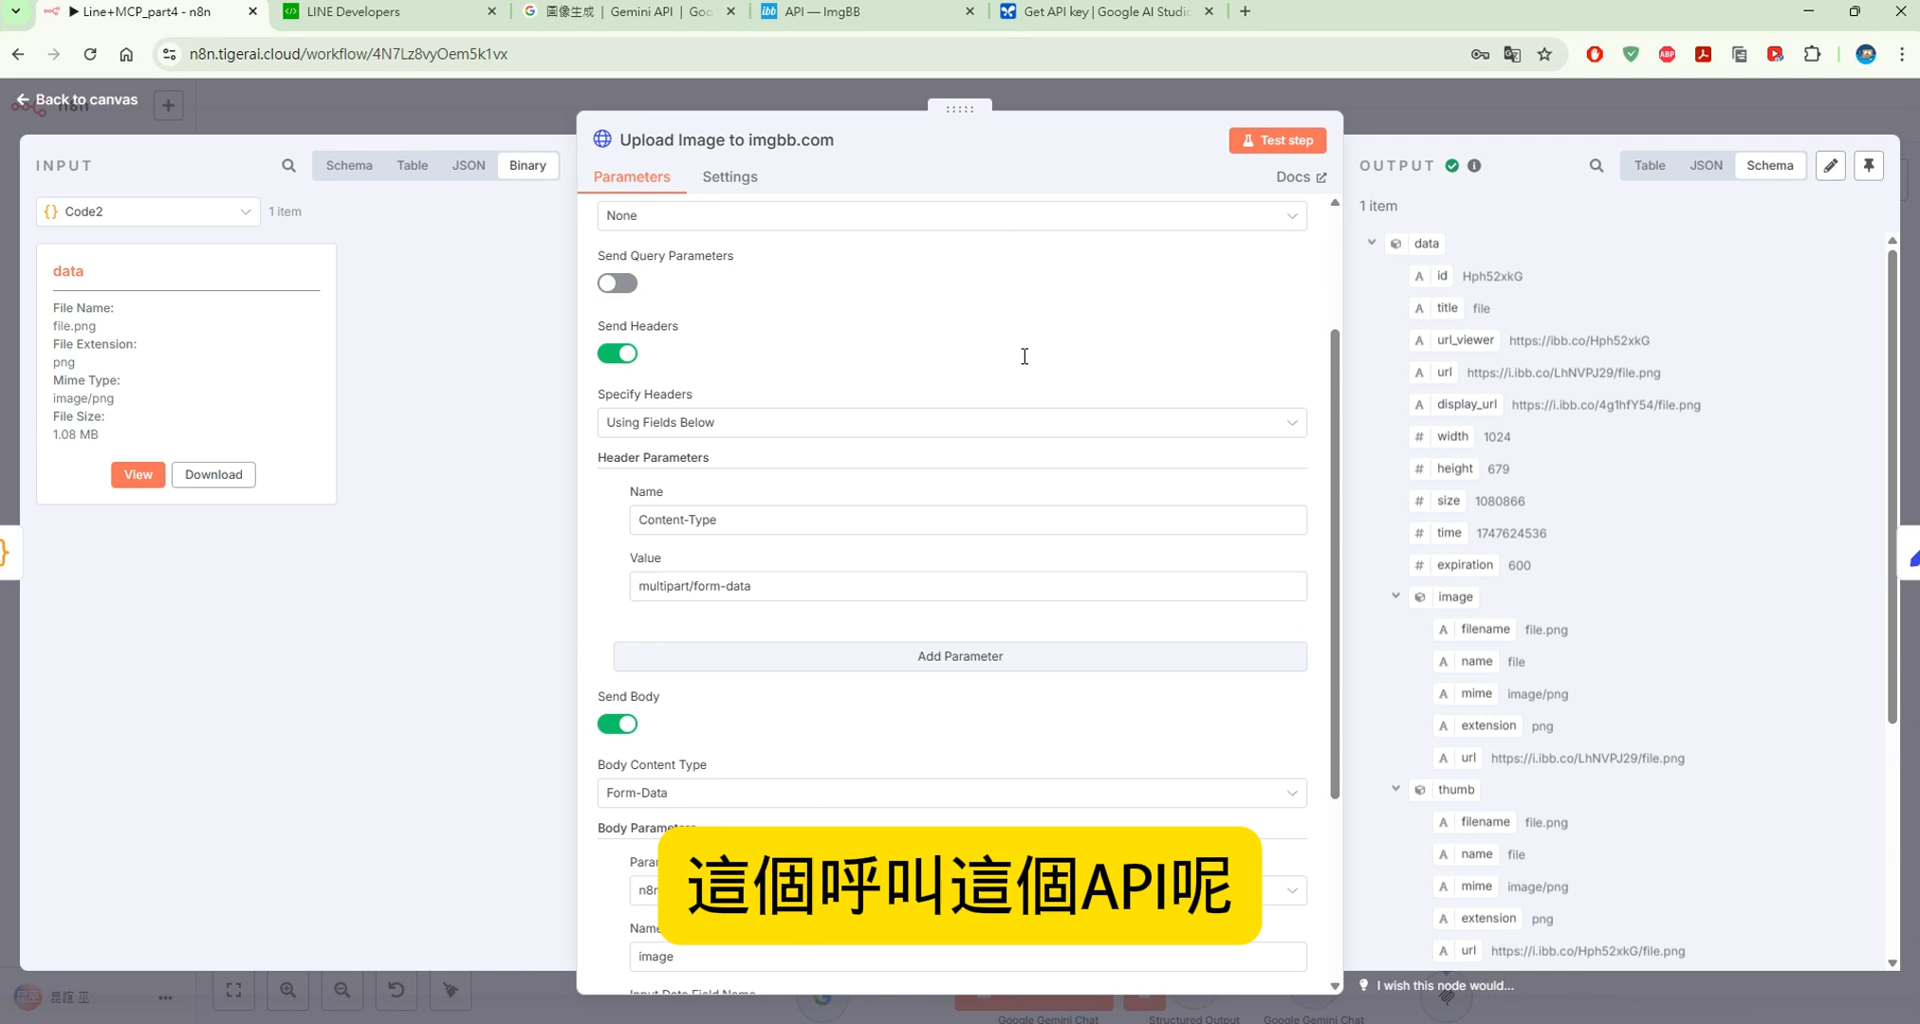 Line+MCP_part4 - n8n
LINE Developers
圖像生成 | Gemini API | Goo
API — ImgBB
Get API key | Google AI Studio
n8n.tigerai.cloud/workflow/4N7Lz8vyOem5k1vx
Back to canvas
INPUT
Schema
Table
JSON
Binary
Code2
1 item
data
File Name:
file.png
File Extension:
png
Mime Type:
image/png
File Size:
1.08 MB
View
Download
Upload Image to imgbb.com
Test step
Parameters
Settings
Docs
None
Send Query Parameters
Send Headers
Specify Headers
Using Fields Below
Header Parameters
Name
Content-Type
Value
multipart/form-data
Add Parameter
Send Body
Body Content Type
Form-Data
Body Parameters
Name
image
這個呼叫這個API呢
OUTPUT
Table
JSON
Schema
1 item
data
A id Hph52xkG
A title file
A url_viewer https://ibb.co/Hph52xkG
A url https://i.ibb.co/LhNVPJ29/file.png
A display_url https://i.ibb.co/4g1hfY54/file.png
# width 1024
# height 679
# size 1080866
# time 1747624536
# expiration 600
image
A filename file.png
A name file
A mime image/png
A extension png
A url https://i.ibb.co/LhNVPJ29/file.png
thumb
A filename file.png
A name file
A mime image/png
A extension png
A url https://i.ibb.co/Hph52xkG/file.png
I wish this node would...
Google Gemini Chat
Structured Output
Google Gemini Chat